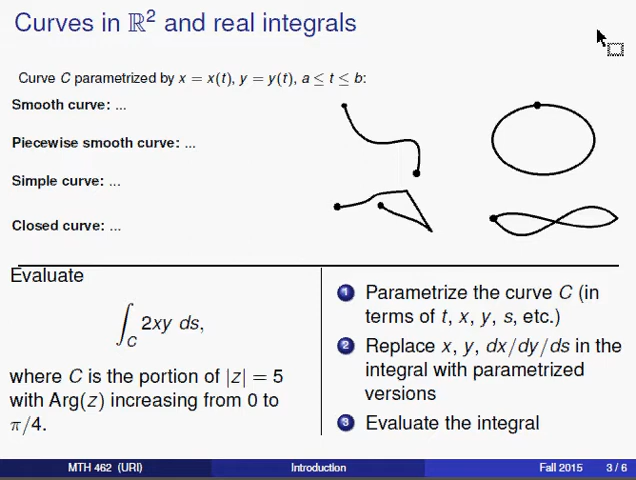 Curves in ℝ² and real integrals
Curve C parametrized by x = x(t), y = y(t), a ≤ t ≤ b:
Smooth curve: ...
Piecewise smooth curve: ...
Simple curve: ...
Closed curve: ...
Evaluate
∫_C 2xy ds,
where C is the portion of |z| = 5
with Arg(z) increasing from 0 to
π/4.
1 Parametrize the curve C (in
terms of t, x, y, s, etc.)
2 Replace x, y, dx/dy/ds in the
integral with parametrized
versions
3 Evaluate the integral
MTH 462 (URI) Introduction Fall 2015 3 / 6